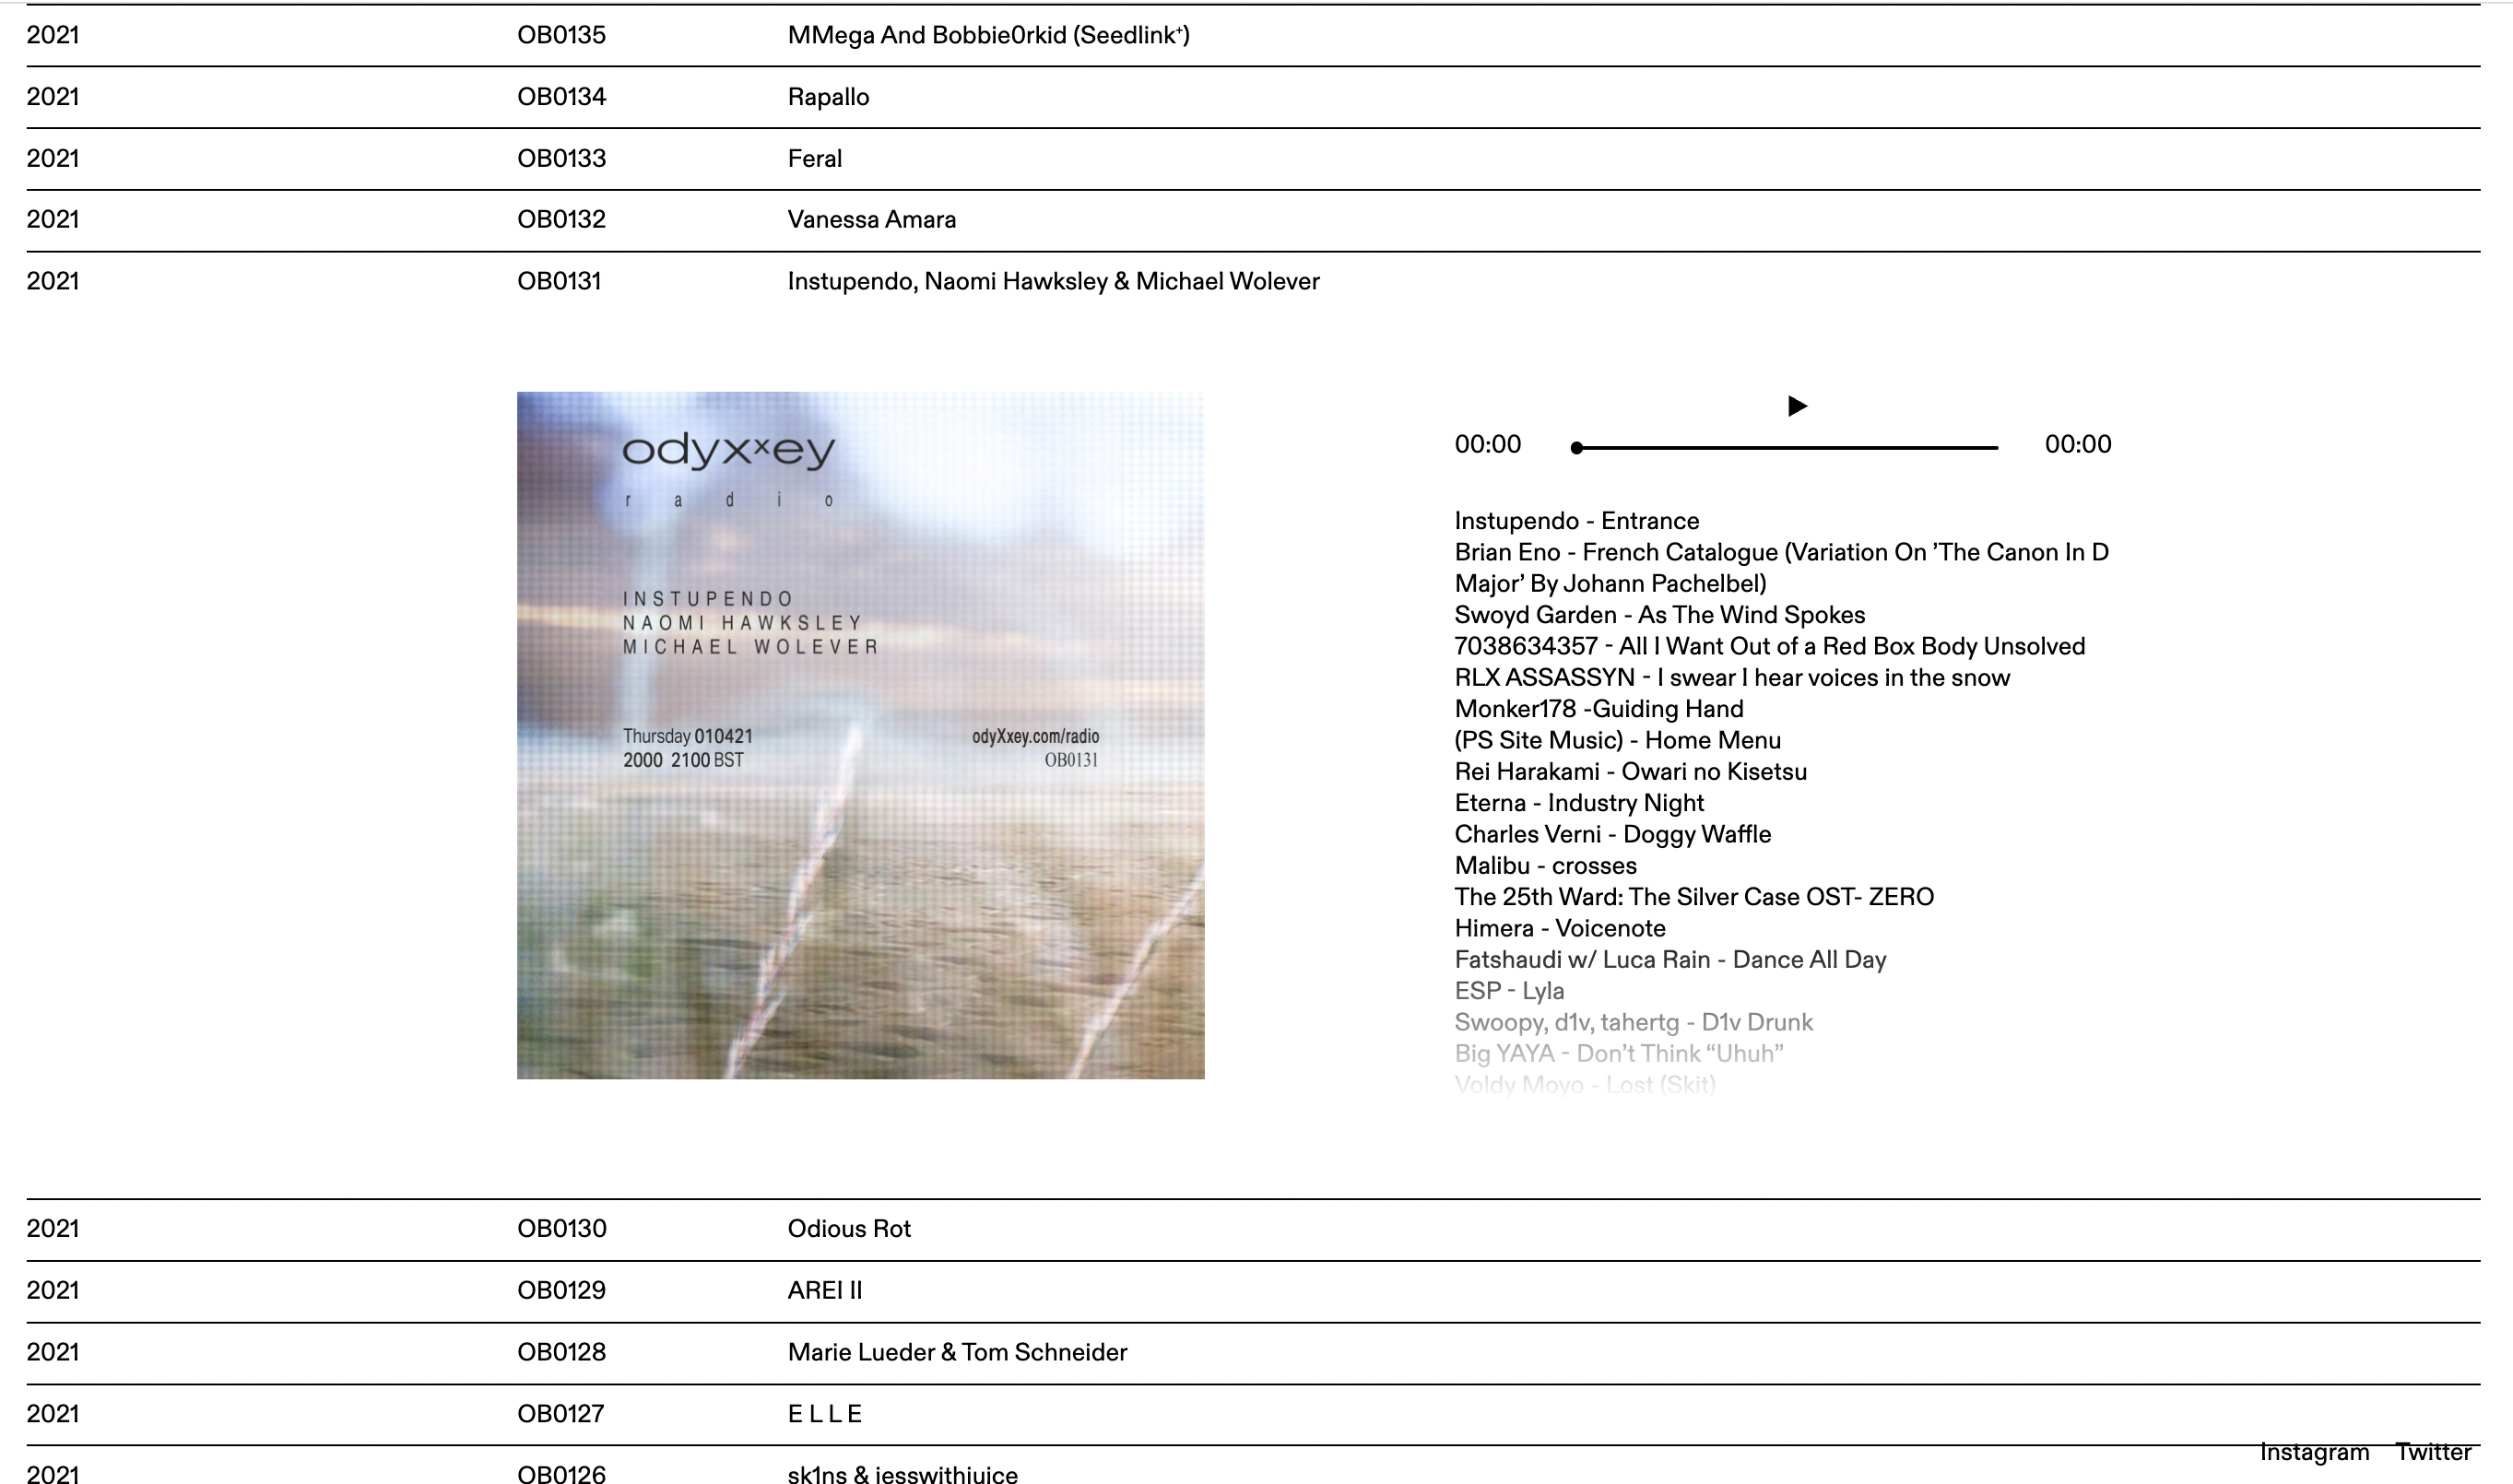 2021 OB0135 MMega And Bobbie0rkid (Seedlink⁺)
2021 OB0134 Rapallo
2021 OB0133 Feral
2021 OB0132 Vanessa Amara
2021 OB0131 Instupendo, Naomi Hawksley & Michael Wolever
odyxˣey
radio
INSTUPENDO
NAOMI HAWKSLEY
MICHAEL WOLEVER
Thursday 010421 odyXxey.com/radio
2000 2100 BST OB0131
00:00 00:00
Instupendo - Entrance
Brian Eno - French Catalogue (Variation On ’The Canon In D
Major’ By Johann Pachelbel)
Swoyd Garden - As The Wind Spokes
7038634357 - All I Want Out of a Red Box Body Unsolved
RLX ASSASSYN - I swear I hear voices in the snow
Monker178 -Guiding Hand
(PS Site Music) - Home Menu
Rei Harakami - Owari no Kisetsu
Eterna - Industry Night
Charles Verni - Doggy Waffle
Malibu - crosses
The 25th Ward: The Silver Case OST- ZERO
Himera - Voicenote
Fatshaudi w/ Luca Rain - Dance All Day
ESP - Lyla
Swoopy, d1v, tahertg - D1v Drunk
Big YAYA - Don’t Think “Uhuh”
Voldy Moyo - Lost (Skit)
2021 OB0130 Odious Rot
2021 OB0129 AREI II
2021 OB0128 Marie Lueder & Tom Schneider
2021 OB0127 E L L E
Instagram Twitter
2021 OB0126 sk1ns & jesswithjuice